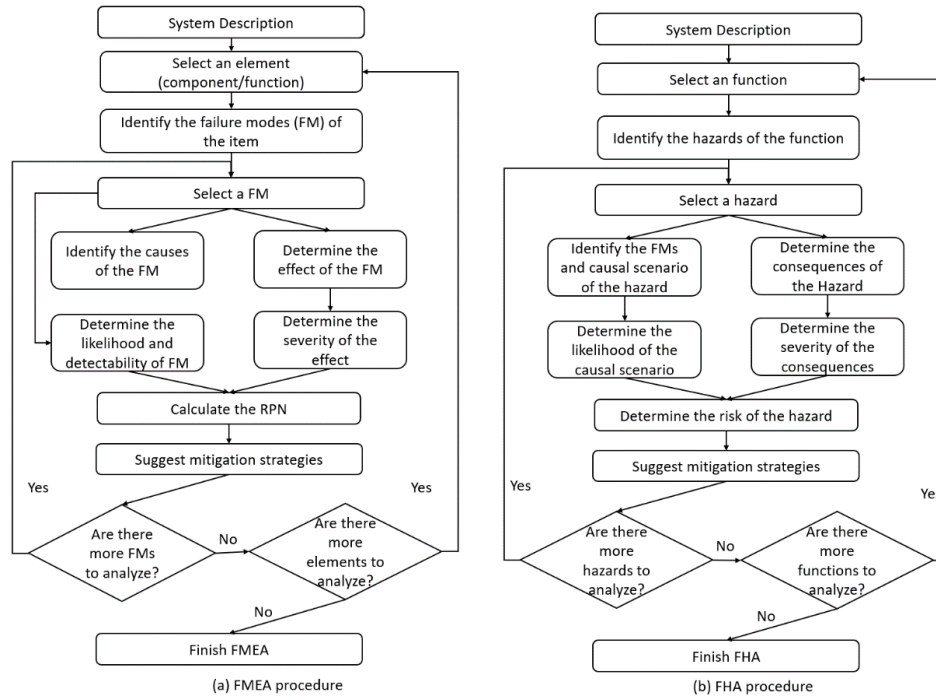 System Description
Select an element
(component/function)
Identify the failure modes (FM) of
the item
Select a FM
Identify the causes
of the FM
Determine the
effect of the FM
Determine the
likelihood and
detectability of FM
Determine the
severity of the
effect
Calculate the RPN
Suggest mitigation strategies
Yes
Yes
Are there
more FMs
to analyze?
No
Are there
more
elements to
analyze?
No
Finish FMEA
(a) FMEA procedure
System Description
Select an function
Identify the hazards of the function
Select a hazard
Identify the FMs
and causal scenario
of the hazard
Determine the
consequences of
the Hazard
Determine the
likelihood of the
causal scenario
Determine the
severity of the
consequences
Determine the risk of the hazard
Suggest mitigation strategies
Yes
Are there
more
hazards to
analyze?
No
Are there
more
functions to
analyze?
No
Finish FHA
(b) FHA procedure